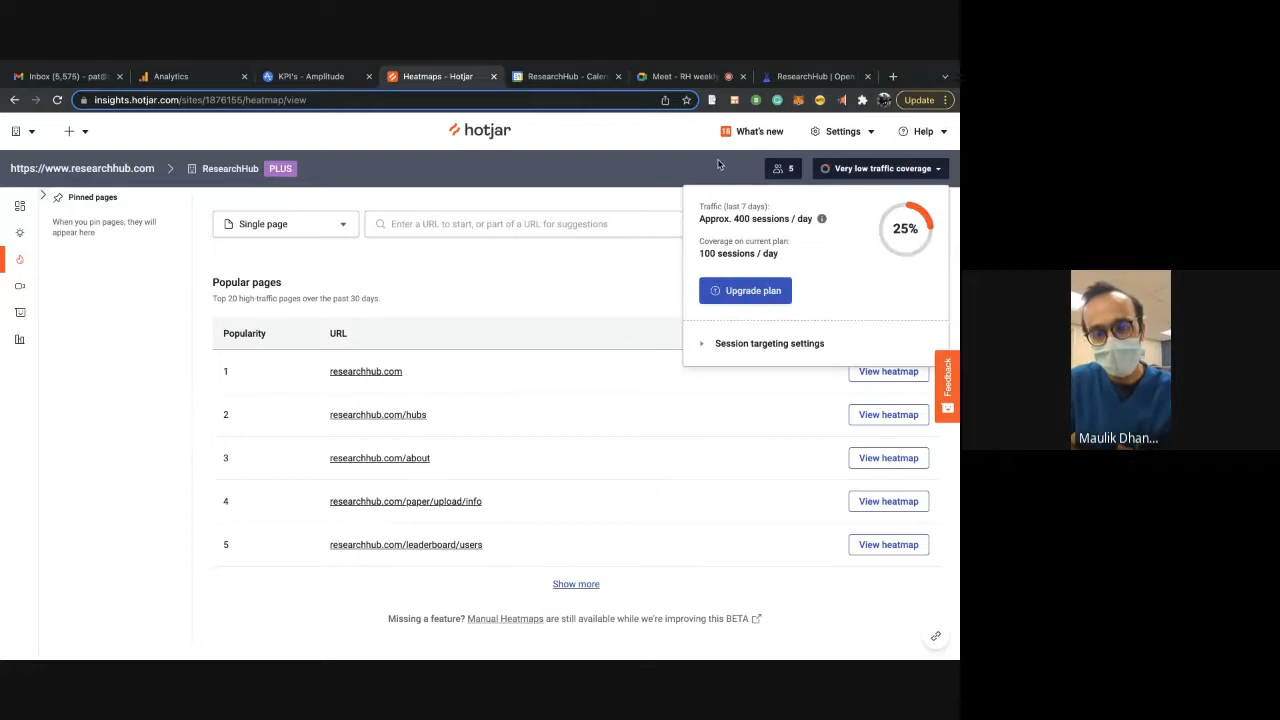 Inbox (5,575) - pat@
Analytics
KPI's - Amplitude
Heatmaps - Hotjar
ResearchHub - Calen
Meet - RH weekly
ResearchHub | Open
insights.hotjar.com/sites/1876155/heatmap/view
Update
hotjar
18 What's new
Settings
Help
https://www.researchhub.com
ResearchHub PLUS
5
Very low traffic coverage
Pinned pages
When you pin pages, they will
appear here
Single page
Enter a URL to start, or part of a URL for suggestions
Traffic (last 7 days):
Approx. 400 sessions / day
Coverage on current plan:
100 sessions / day
25%
Upgrade plan
Session targeting settings
Popular pages
Top 20 high-traffic pages over the past 30 days.
Popularity URL
1 researchhub.com View heatmap
2 researchhub.com/hubs View heatmap
3 researchhub.com/about View heatmap
4 researchhub.com/paper/upload/info View heatmap
5 researchhub.com/leaderboard/users View heatmap
Show more
Missing a feature? Manual Heatmaps are still available while we're improving this BETA
Feedback
Maulik Dhan...